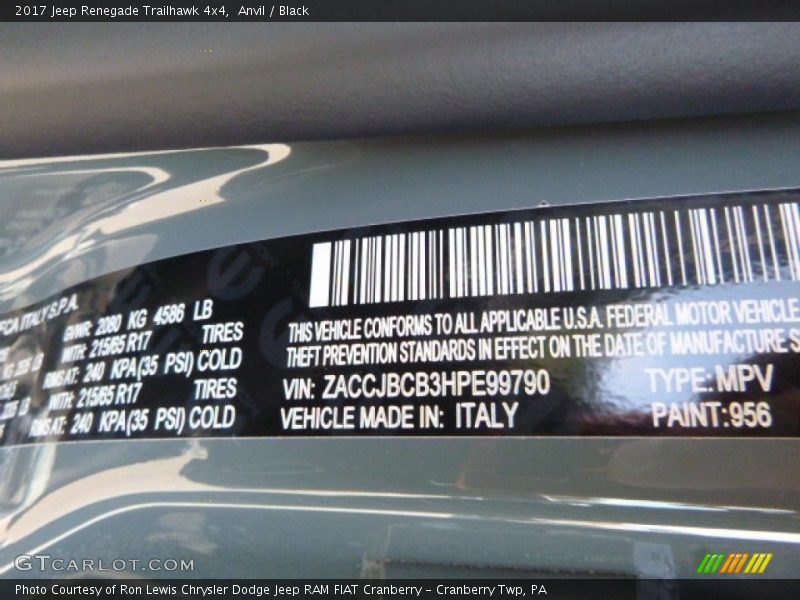 2017 Jeep Renegade Trailhawk 4x4, Anvil / Black
FCA ITALY S.P.A.
GVWR: 2080 KG 4586 LB
WITH: 215/65 R17 TIRES
RMS AT: 240 KPA(35 PSI) COLD
WITH: 215/65 R17 TIRES
RMS AT: 240 KPA(35 PSI) COLD
THIS VEHICLE CONFORMS TO ALL APPLICABLE U.S.A. FEDERAL MOTOR VEHICLE
THEFT PREVENTION STANDARDS IN EFFECT ON THE DATE OF MANUFACTURE S
VIN: ZACCJBCB3HPE99790 TYPE: MPV
VEHICLE MADE IN: ITALY PAINT:956
GTCARLOT.COM
Photo Courtesy of Ron Lewis Chrysler Dodge Jeep RAM FIAT Cranberry – Cranberry Twp, PA